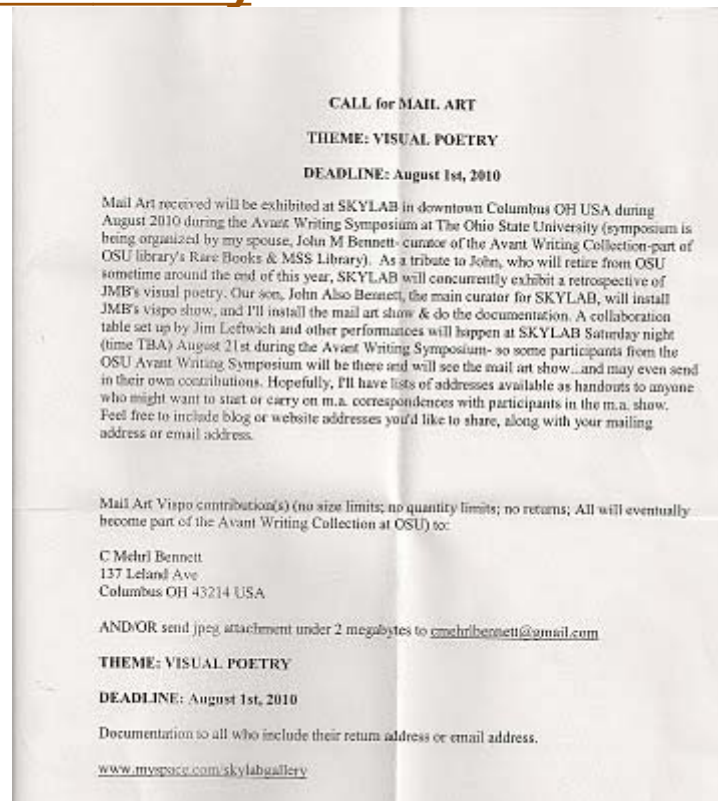 CALL for MAIL ART
THEME: VISUAL POETRY
DEADLINE: August 1st, 2010
Mail Art received will be exhibited at SKYLAB in downtown Columbus OH USA during
August 2010 during the Avant Writing Symposium at The Ohio State University (symposium is
being organized by my spouse, John M Bennett- curator of the Avant Writing Collection-part of
OSU library's Rare Books & MSS Library). As a tribute to John, who will retire from OSU
sometime around the end of this year, SKYLAB will concurrently exhibit a retrospective of
JMB's visual poetry. Our son, John Also Bennett, the main curator for SKYLAB, will install
JMB's vispo show, and I'll install the mail art show & do the documentation. A collaboration
table set up by Jim Leftwich and other performances will happen at SKYLAB Saturday night
(time TBA) August 21st during the Avant Writing Symposium- so some participants from the
OSU Avant Writing Symposium will be there and will see the mail art show...and may even send
in their own contributions. Hopefully, I'll have lists of addresses available as handouts to anyone
who might want to start or carry on m.a. correspondences with participants in the m.a. show.
Feel free to include blog or website addresses you'd like to share, along with your mailing
address or email address.
Mail Art Vispo contribution(s) (no size limits; no quantity limits; no returns; All will eventually
become part of the Avant Writing Collection at OSU) to:
C Mehrl Bennett
137 Leland Ave
Columbus OH 43214 USA
AND/OR send jpeg attachment under 2 megabytes to cmehrlbennett@gmail.com
THEME: VISUAL POETRY
DEADLINE: August 1st, 2010
Documentation to all who include their return address or email address.
www.myspace.com/skylabgallery